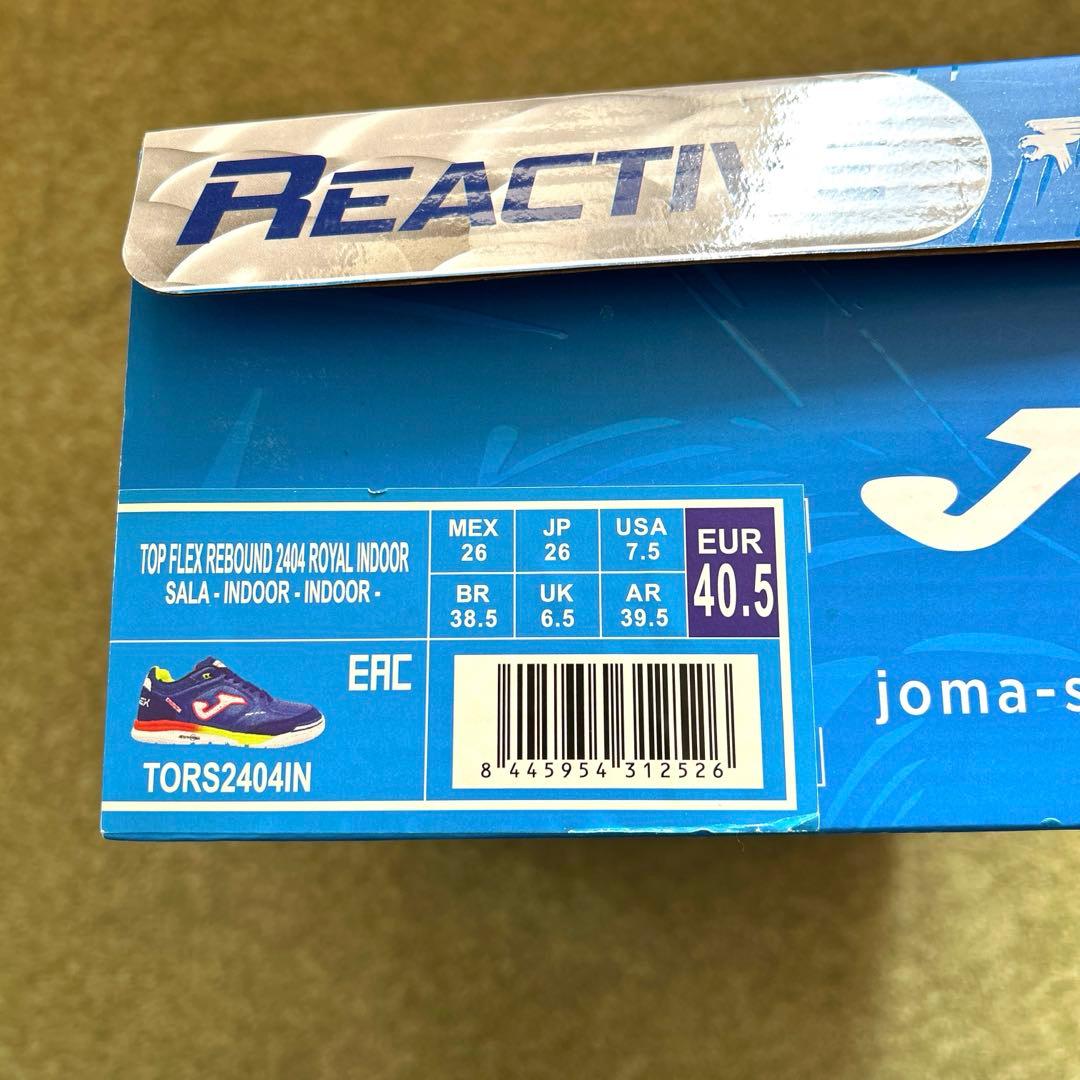 REACTIV
TOP FLEX REBOUND 2404 ROYAL INDOOR
SALA - INDOOR - INDOOR -
MEX
26
JP
26
USA
7.5
EUR
40.5
BR
38.5
UK
6.5
AR
39.5
EAC
TORS2404IN
8 445954 312526
joma-s